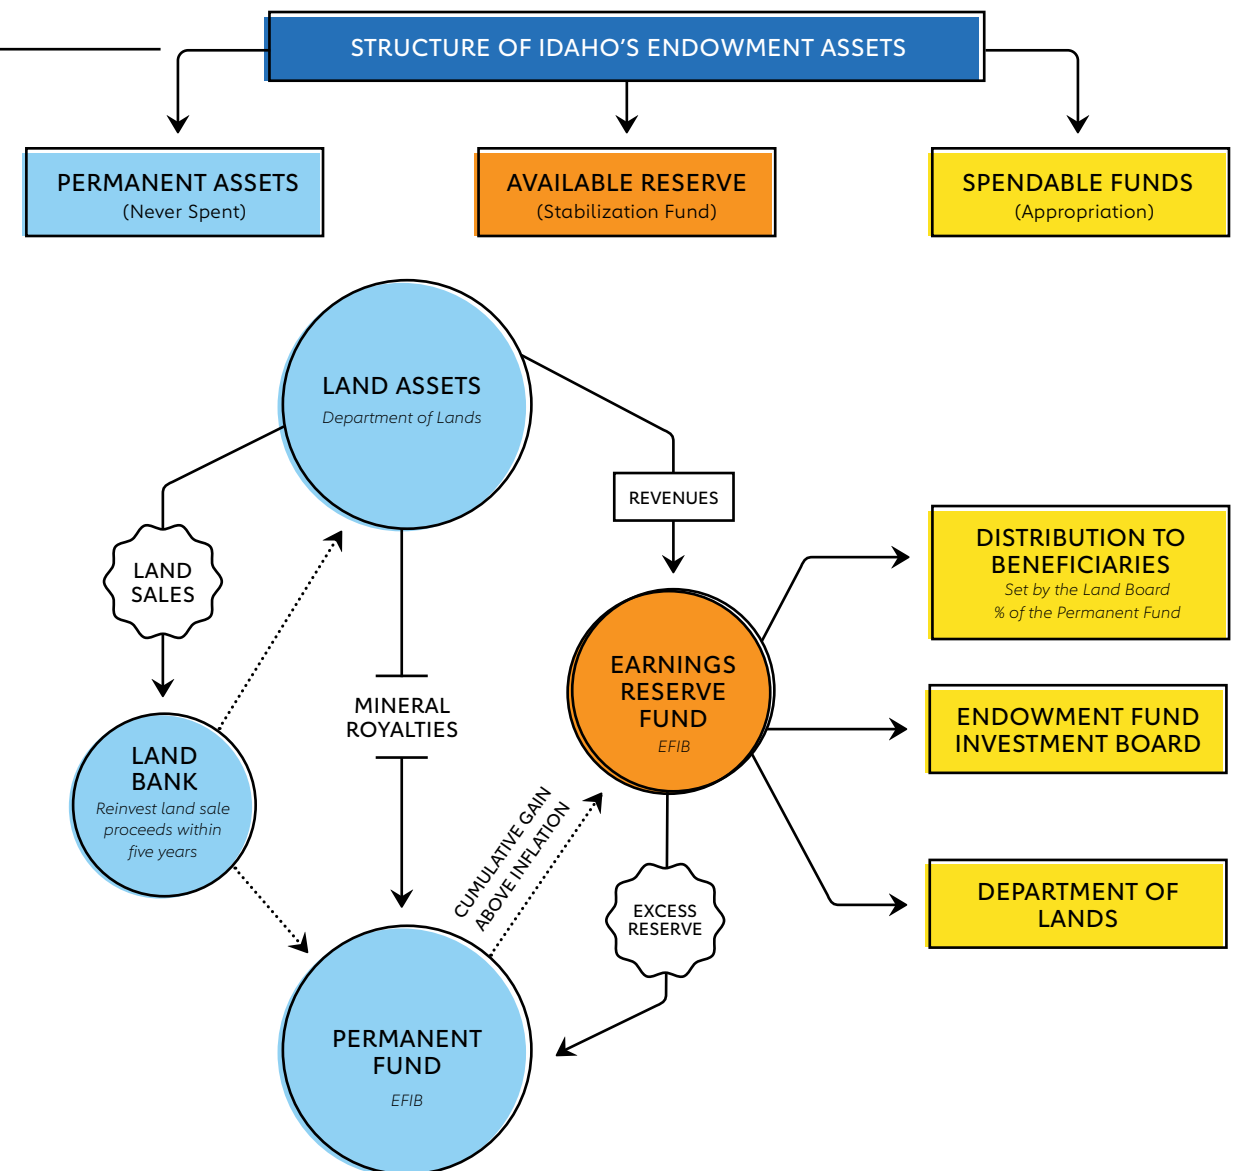 STRUCTURE OF IDAHO'S ENDOWMENT ASSETS
PERMANENT ASSETS
(Never Spent)
AVAILABLE RESERVE
(Stabilization Fund)
SPENDABLE FUNDS
(Appropriation)
LAND ASSETS
Department of Lands
REVENUES
LAND
SALES
DISTRIBUTION TO
BENEFICIARIES
Set by the Land Board
% of the Permanent Fund
EARNINGS
RESERVE
FUND
EFIB
MINERAL
ROYALTIES
ENDOWMENT FUND
INVESTMENT BOARD
LAND
BANK
Reinvest land sale
proceeds within
five years
CUMULATIVE GAIN
ABOVE INFLATION
EXCESS
RESERVE
DEPARTMENT OF
LANDS
PERMANENT
FUND
EFIB